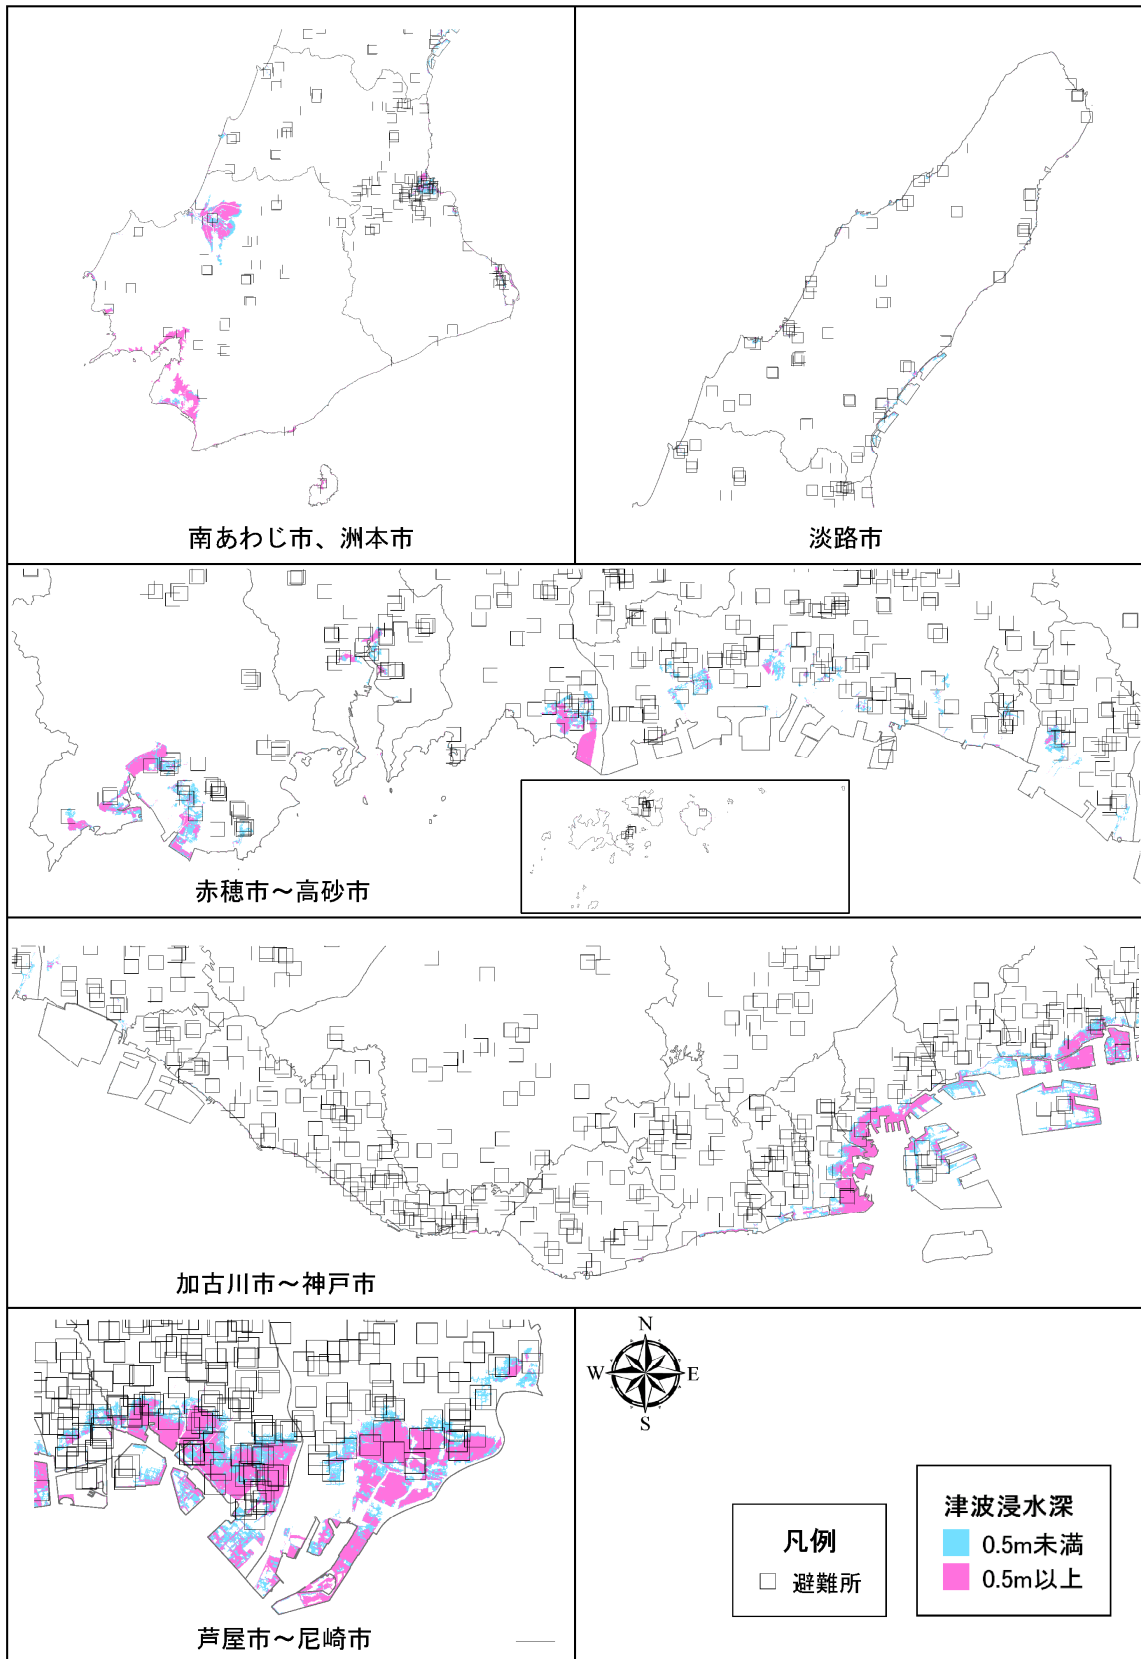 南あわじ市、洲本市
淡路市
赤穂市～高砂市
加古川市～神戸市
芦屋市～尼崎市
N
W
E
S
凡例
避難所
津波浸水深
0.5m未満
0.5m以上